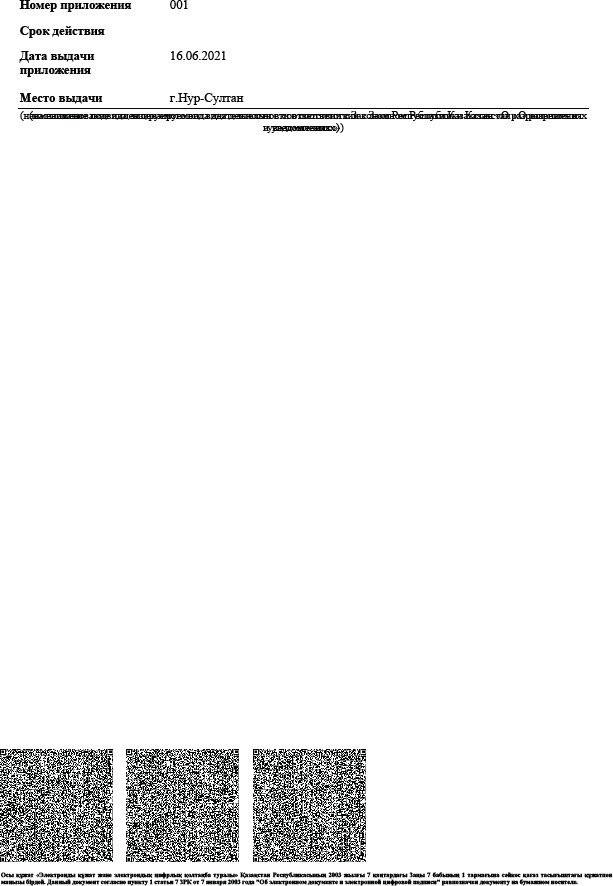 Номер приложения 001
Срок действия
Дата выдачи 16.06.2021
приложения
Место выдачи г.Нур-Султан
Осы құжат «Электронды құжат және электрондық цифрлық қолтаңба туралы» Қазақстан Республикасының 2003 жылғы 7 қаңтардағы Заңы 7 бабының 1 тармағына сәйкес қағаз тасығыштағы құжатпен
маңызы бірдей. Данный документ согласно пункту 1 статьи 7 ЗРК от 7 января 2003 года "Об электронном документе и электронной цифровой подписи" равнозначен документу на бумажном носителе.